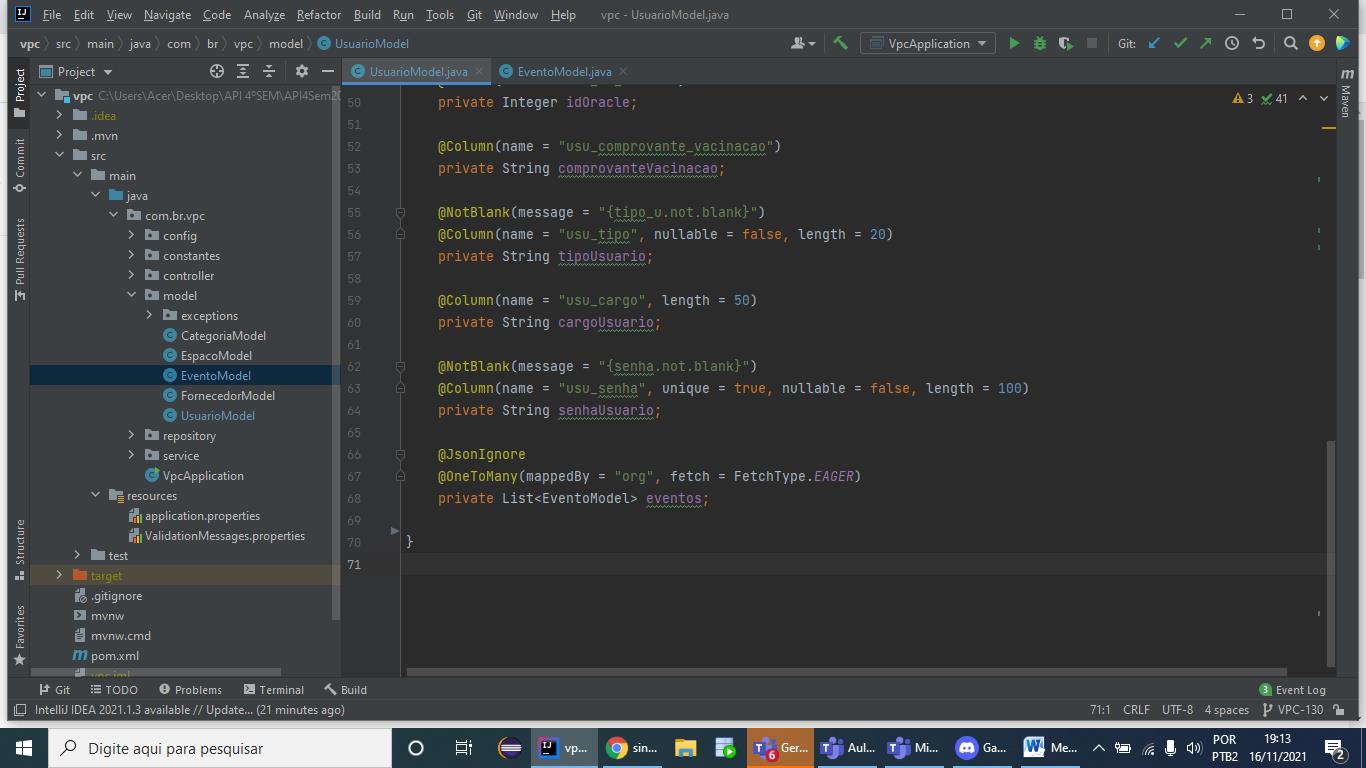 File Edit View Navigate Code Analyze Refactor Build Run Tools Git Window Help vpc - UsuarioModel.java
vpc src main java com br vpc model UsuarioModel VpcApplication Git:
Project UsuarioModel.java EventoModel.java
vpc C:\Users\Acer\Desktop\API 4ºSEM\API4Sem20
.idea
.mvn
src
main
java
com.br.vpc
config
constantes
controller
model
exceptions
CategoriaModel
EspacoModel
EventoModel
FornecedorModel
UsuarioModel
repository
service
VpcApplication
resources
application.properties
ValidationMessages.properties
test
target
.gitignore
mvnw
mvnw.cmd
pom.xml
vpc.iml
Project
Commit
Pull Requests
Structure
Favorites
50 private Integer idOracle;
51
52 @Column(name = "usu_comprovante_vacinacao")
53 private String comprovanteVacinacao;
54
55 @NotBlank(message = "{tipo_u.not.blank}")
56 @Column(name = "usu_tipo", nullable = false, length = 20)
57 private String tipoUsuario;
58
59 @Column(name = "usu_cargo", length = 50)
60 private String cargoUsuario;
61
62 @NotBlank(message = "{senha.not.blank}")
63 @Column(name = "usu_senha", unique = true, nullable = false, length = 100)
64 private String senhaUsuario;
65
66 @JsonIgnore
67 @OneToMany(mappedBy = "org", fetch = FetchType.EAGER)
68 private List<EventoModel> eventos;
69
70 }
71
3 41
Maven
Git TODO Problems Terminal Build 3 Event Log
IntelliJ IDEA 2021.1.3 available // Update... (21 minutes ago) 71:1 CRLF UTF-8 4 spaces VPC-130
Digite aqui para pesquisar vp... sin... 6 Ger... Aul... Mi... Ga... Me... POR 19:13
PTB2 16/11/2021 2